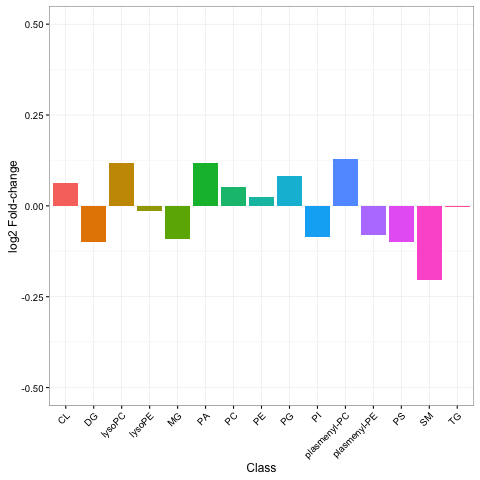 log2 Fold-change
0.50
0.25
0.00
-0.25
-0.50
CL
DG
lysoPC
lysoPE
MG
PA
PC
PE
PG
PI
plasmenyl-PC
plasmenyl-PE
PS
SM
TG
Class